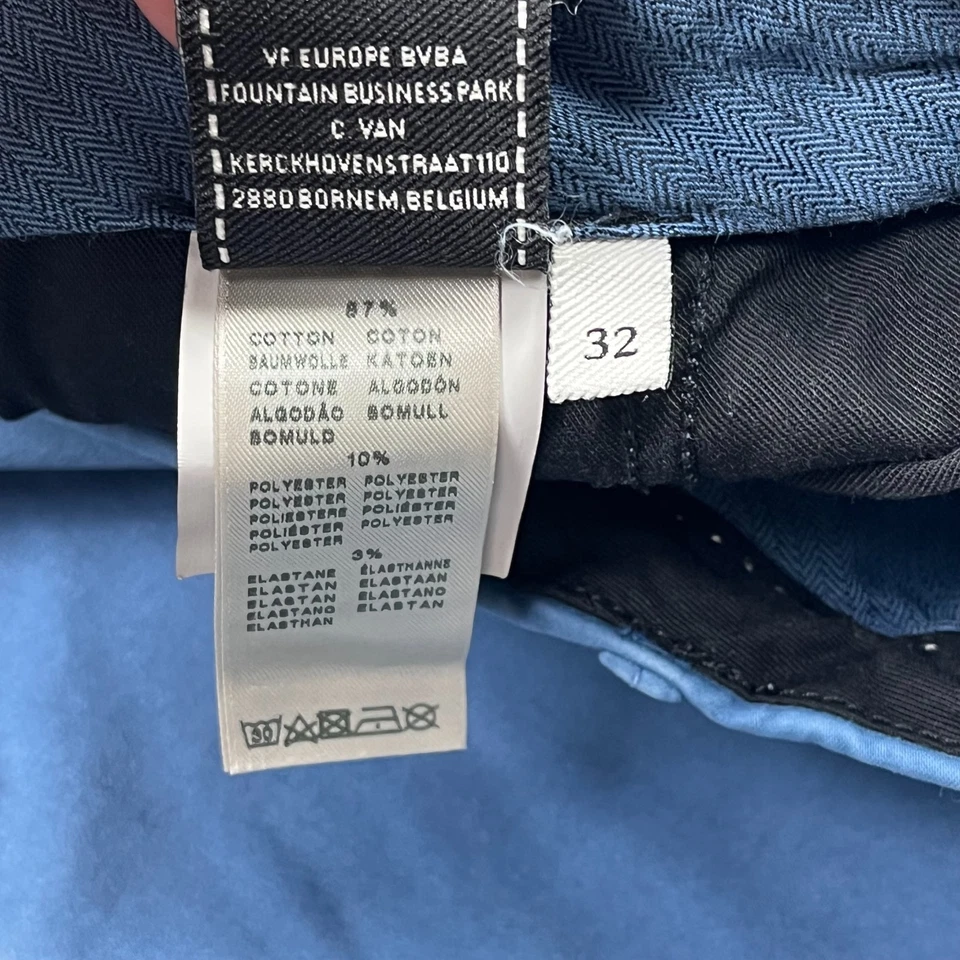 VF EUROPE BVBA
FOUNTAIN BUSINESS PARK
C. VAN
KERCKHOVENSTRAAT110
2880 BORNEM, BELGIUM
87%
COTTON COTON
BAUMWOLLE KATOEN
COTONE ALGODÓN
ALGODÃO BOMULL
BOMULD
10%
POLYESTER POLYESTER
POLYESTER POLYESTER
POLIESTERE POLIÉSTER
POLIÉSTER POLYESTER
POLYESTER
3%
ELASTANE ÉLASTHANNE
ELASTAN ELASTAAN
ELASTAN ELASTANO
ELASTANO ELASTAN
ELASTHAN
30
32